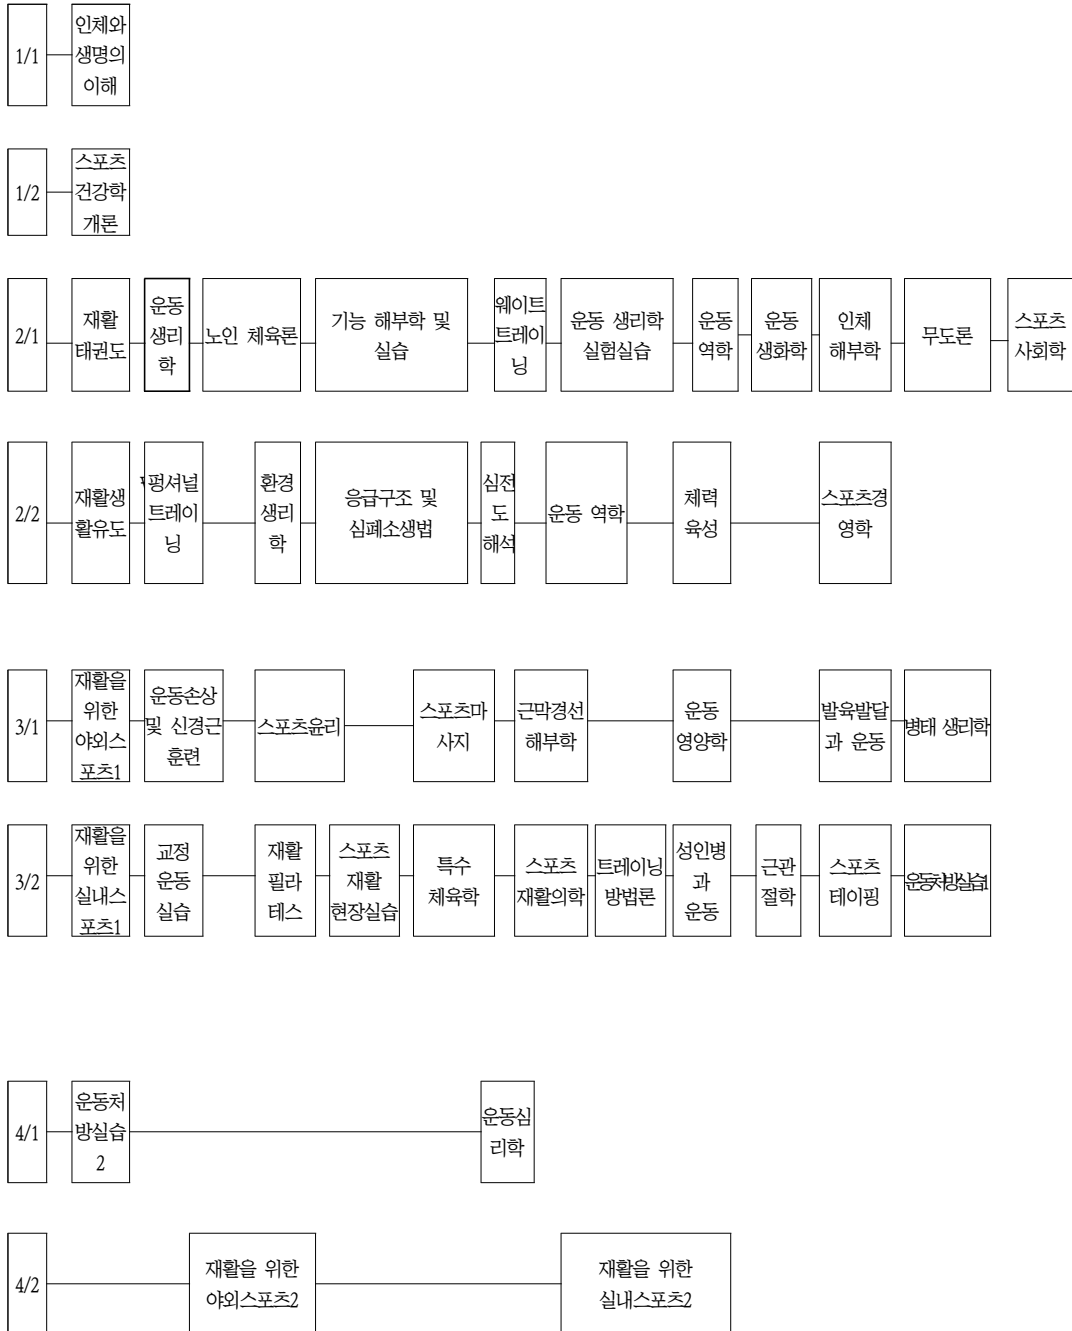 1/1
인체와
생명의
이해
1/2
스포츠
건강학
개론
2/1
재활
태권도
운동
생리
학
노인 체육론
기능 해부학 및
실습
웨이트
트레이
닝
운동 생리학
실험실습
운동
역학
운동
생화학
인체
해부학
무도론
스포츠
사회학
2/2
재활생
활유도
펑셔널
트레이
닝
환경
생리
학
응급구조 및
심폐소생법
심전
도
해석
운동 역학
체력
육성
스포츠경
영학
3/1
재활을
위한
야외스
포츠1
운동손상
및 신경근
훈련
스포츠윤리
스포츠마
사지
근막경선
해부학
운동
영양학
발육발달
과 운동
병태 생리학
3/2
재활을
위한
실내스
포츠1
교정
운동
실습
재활
필라
테스
스포츠
재활
현장실습
특수
체육학
스포츠
재활의학
트레이닝
방법론
성인병
과
운동
근관
절학
스포츠
테이핑
운동처방실습1
4/1
운동처
방실습
2
운동심
리학
4/2
재활을 위한
야외스포츠2
재활을 위한
실내스포츠2